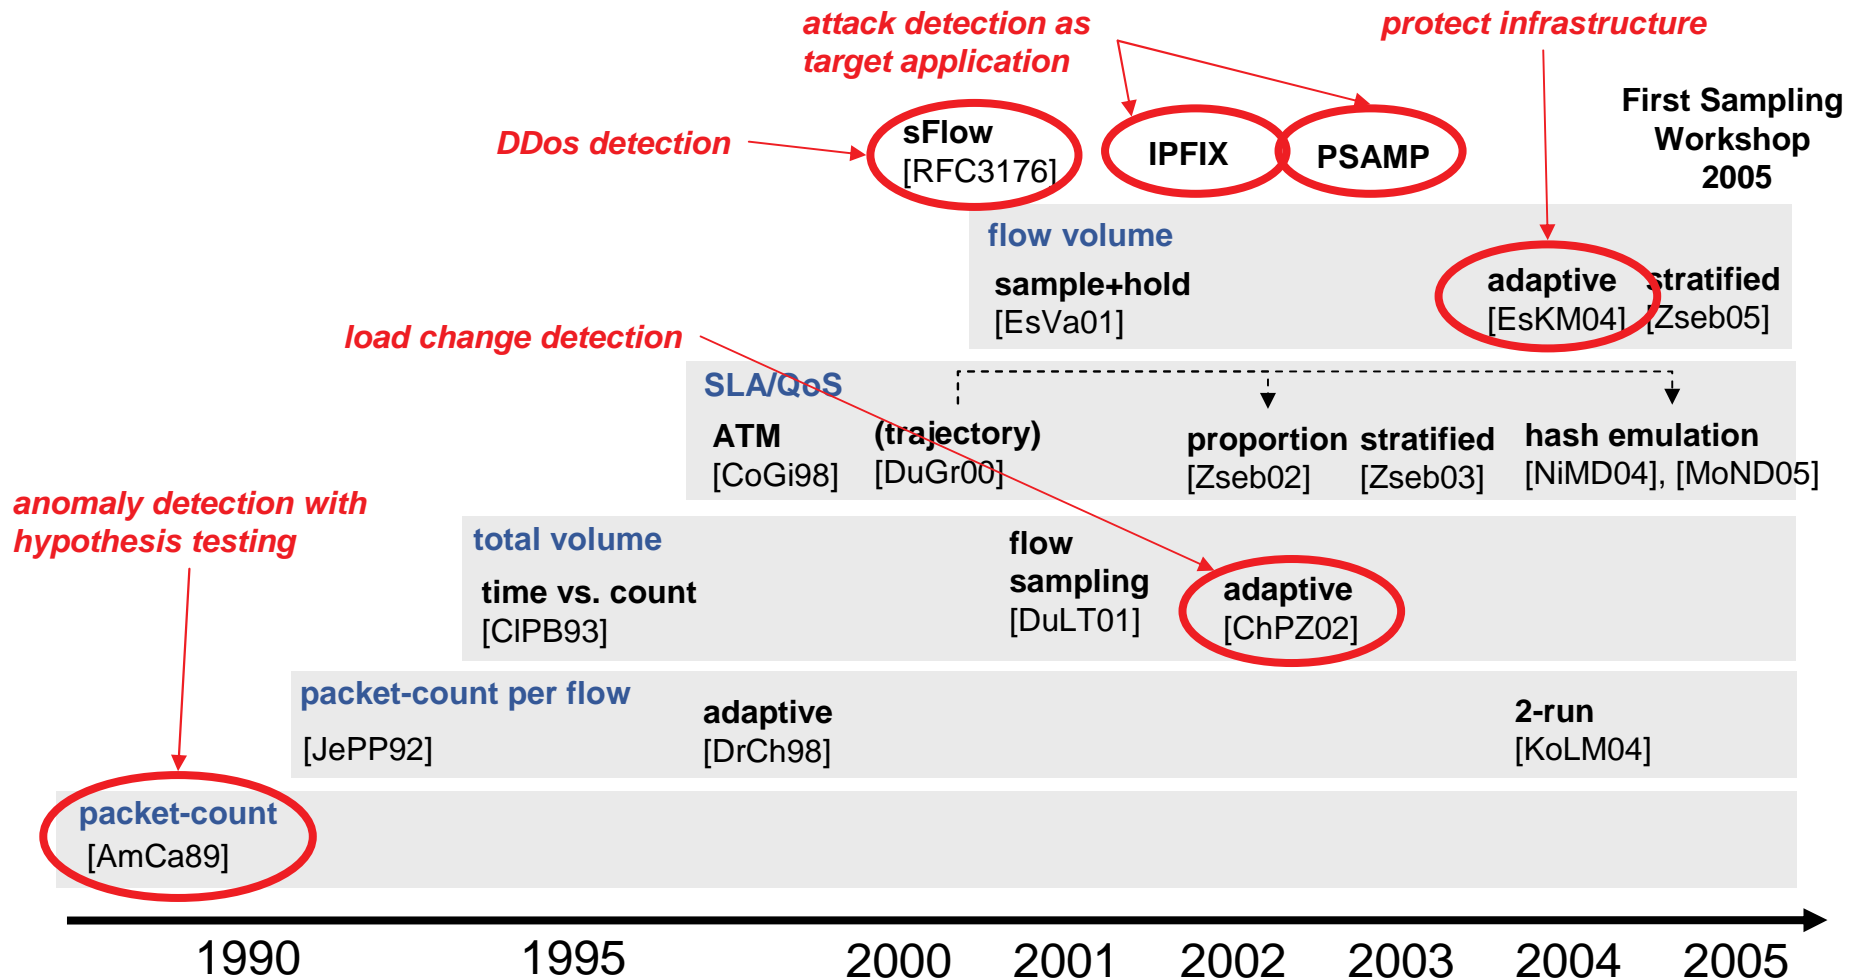 attack detection as
target application
protect infrastructure
First Sampling
Workshop
2005
DDos detection
sFlow
[RFC3176]
IPFIX
PSAMP
flow volume
sample+hold
[EsVa01]
adaptive
[EsKM04]
stratified
[Zseb05]
load change detection
SLA/QoS
ATM
[CoGi98]
(trajectory)
[DuGr00]
proportion
[Zseb02]
stratified
[Zseb03]
hash emulation
[NiMD04], [MoND05]
anomaly detection with
hypothesis testing
total volume
time vs. count
[ClPB93]
flow
sampling
[DuLT01]
adaptive
[ChPZ02]
packet-count per flow
[JePP92]
adaptive
[DrCh98]
2-run
[KoLM04]
packet-count
[AmCa89]
1990 1995 2000 2001 2002 2003 2004 2005